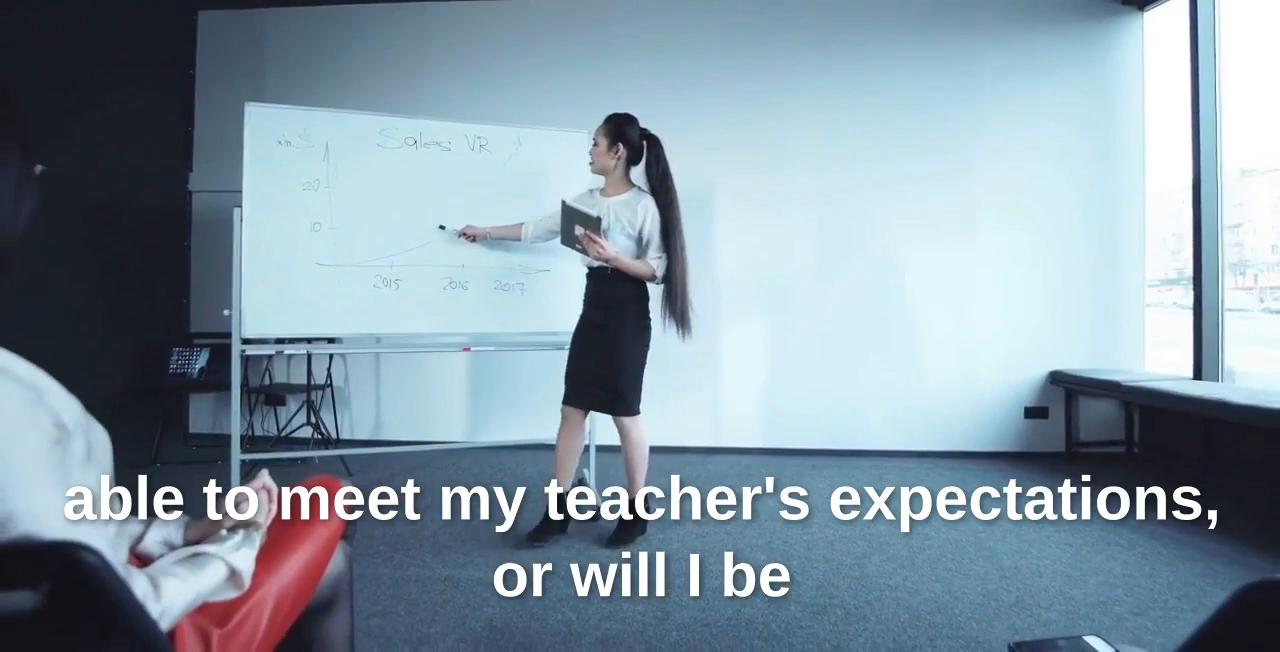 Sales VR
20
10
2015 2016 2017
able to meet my teacher's expectations,
or will I be